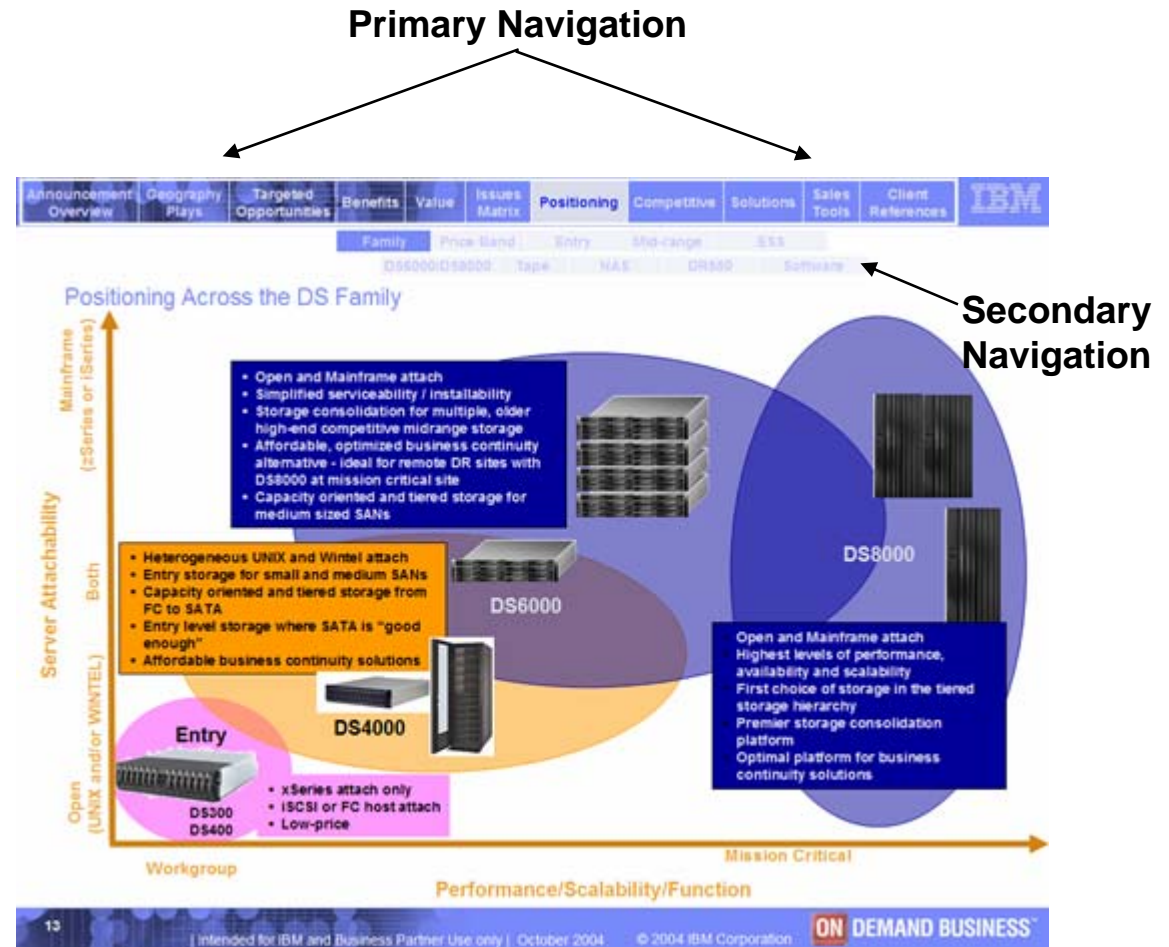 Primary Navigation
Announcement Overview
Geography Plays
Targeted Opportunities
Benefits
Value
Issues Matrix
Positioning
Competitive
Solutions
Sales Tools
Client References
IBM
Family
Price Band
Entry
Mid-range
ESS
DS6000/DS8000
Tape
NAS
DR550
Software
Secondary
Navigation
Positioning Across the DS Family
Server Attachability
Mainframe
(zSeries or iSeries)
Both
Open
(UNIX and/or WINTEL)
• Open and Mainframe attach
• Simplified serviceability / installability
• Storage consolidation for multiple, older
high-end competitive midrange storage
• Affordable, optimized business continuity
alternative - ideal for remote DR sites with
DS8000 at mission critical site
• Capacity oriented and tiered storage for
medium sized SANs
• Heterogeneous UNIX and Wintel attach
• Entry storage for small and medium SANs
• Capacity oriented and tiered storage from
FC to SATA
• Entry level storage where SATA is “good
enough”
• Affordable business continuity solutions
DS6000
DS8000
Open and Mainframe attach
Highest levels of performance,
availability and scalability
First choice of storage in the tiered
storage hierarchy
Premier storage consolidation
platform
Optimal platform for business
continuity solutions
DS4000
Entry
DS300
DS400
• xSeries attach only
• iSCSI or FC host attach
• Low-price
Workgroup
Mission Critical
Performance/Scalability/Function
13
| Intended for IBM and Business Partner Use only | October 2004 © 2004 IBM Corporation
ON DEMAND BUSINESS™